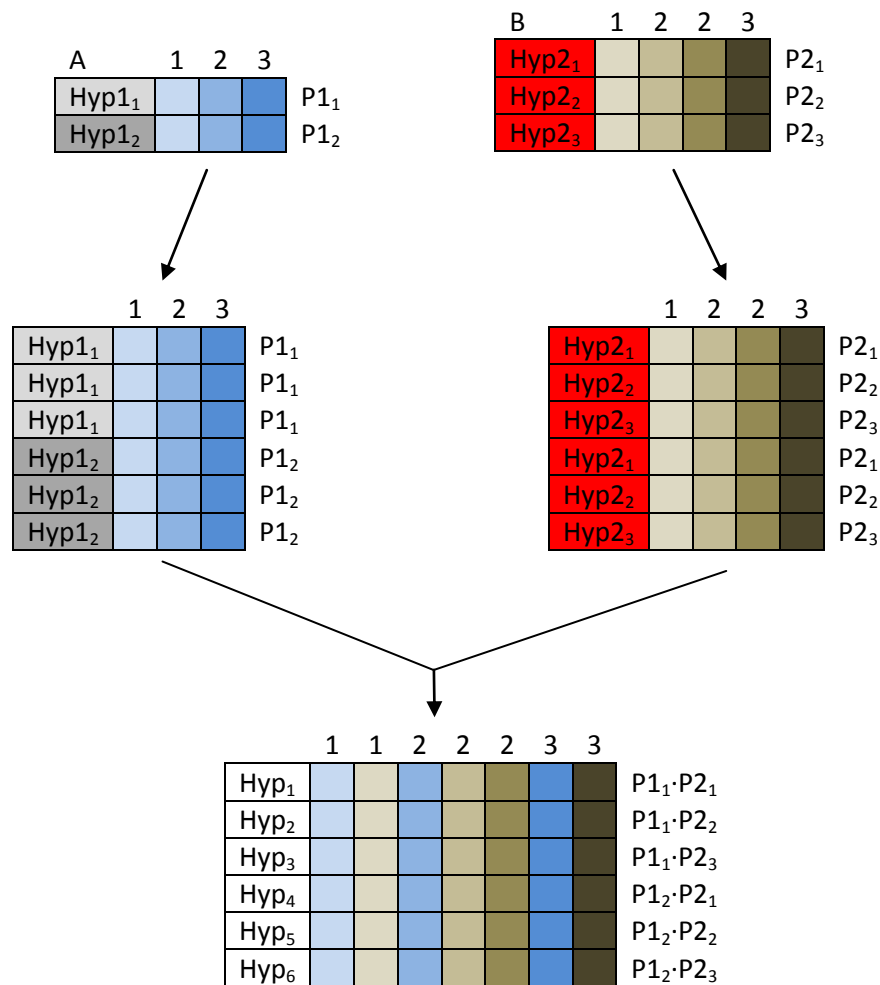 A 1 2 3
Hyp1₁ P1₁
Hyp1₂ P1₂
B 1 2 2 3
Hyp2₁ P2₁
Hyp2₂ P2₂
Hyp2₃ P2₃
1 2 3
Hyp1₁ P1₁
Hyp1₁ P1₁
Hyp1₁ P1₁
Hyp1₂ P1₂
Hyp1₂ P1₂
Hyp1₂ P1₂
1 2 2 3
Hyp2₁ P2₁
Hyp2₂ P2₂
Hyp2₃ P2₃
Hyp2₁ P2₁
Hyp2₂ P2₂
Hyp2₃ P2₃
1 1 2 2 2 3 3
Hyp₁ P1₁·P2₁
Hyp₂ P1₁·P2₂
Hyp₃ P1₁·P2₃
Hyp₄ P1₂·P2₁
Hyp₅ P1₂·P2₂
Hyp₆ P1₂·P2₃